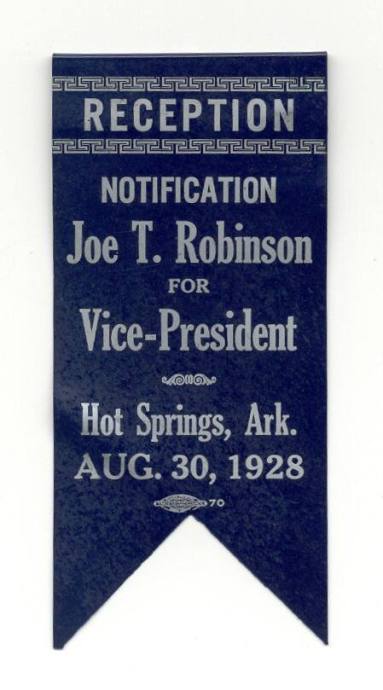 RECEPTION
NOTIFICATION
Joe T. Robinson
FOR
Vice-President
Hot Springs, Ark.
AUG. 30, 1928
70